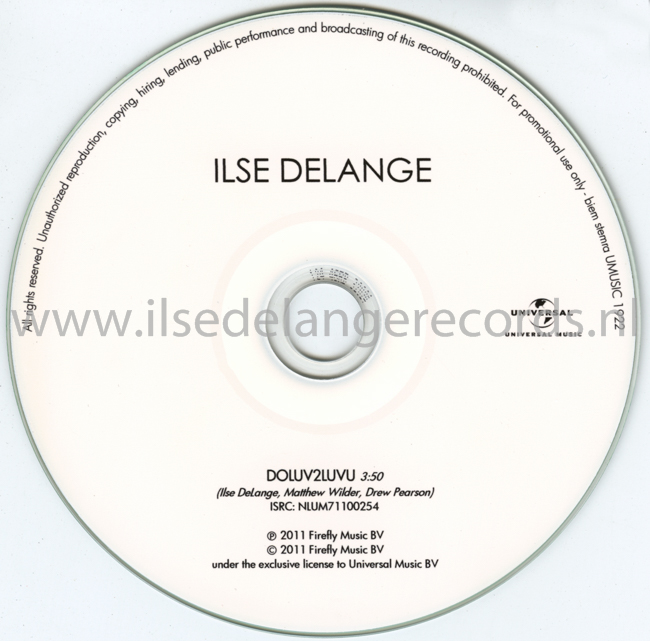 All rights reserved. Unauthorized reproduction, copying, hiring, lending, public performance and broadcasting of this recording prohibited. For promotional use only - biem stemra UMUSIC 1922
ILSE DELANGE
www.ilsedelangerecords.nl
UNIVERSAL
UNIVERSAL MUSIC
DOLUV2LUVU 3:50
(Ilse DeLange, Matthew Wilder, Drew Pearson)
ISRC: NLUM71100254
℗ 2011 Firefly Music BV
© 2011 Firefly Music BV
under the exclusive license to Universal Music BV